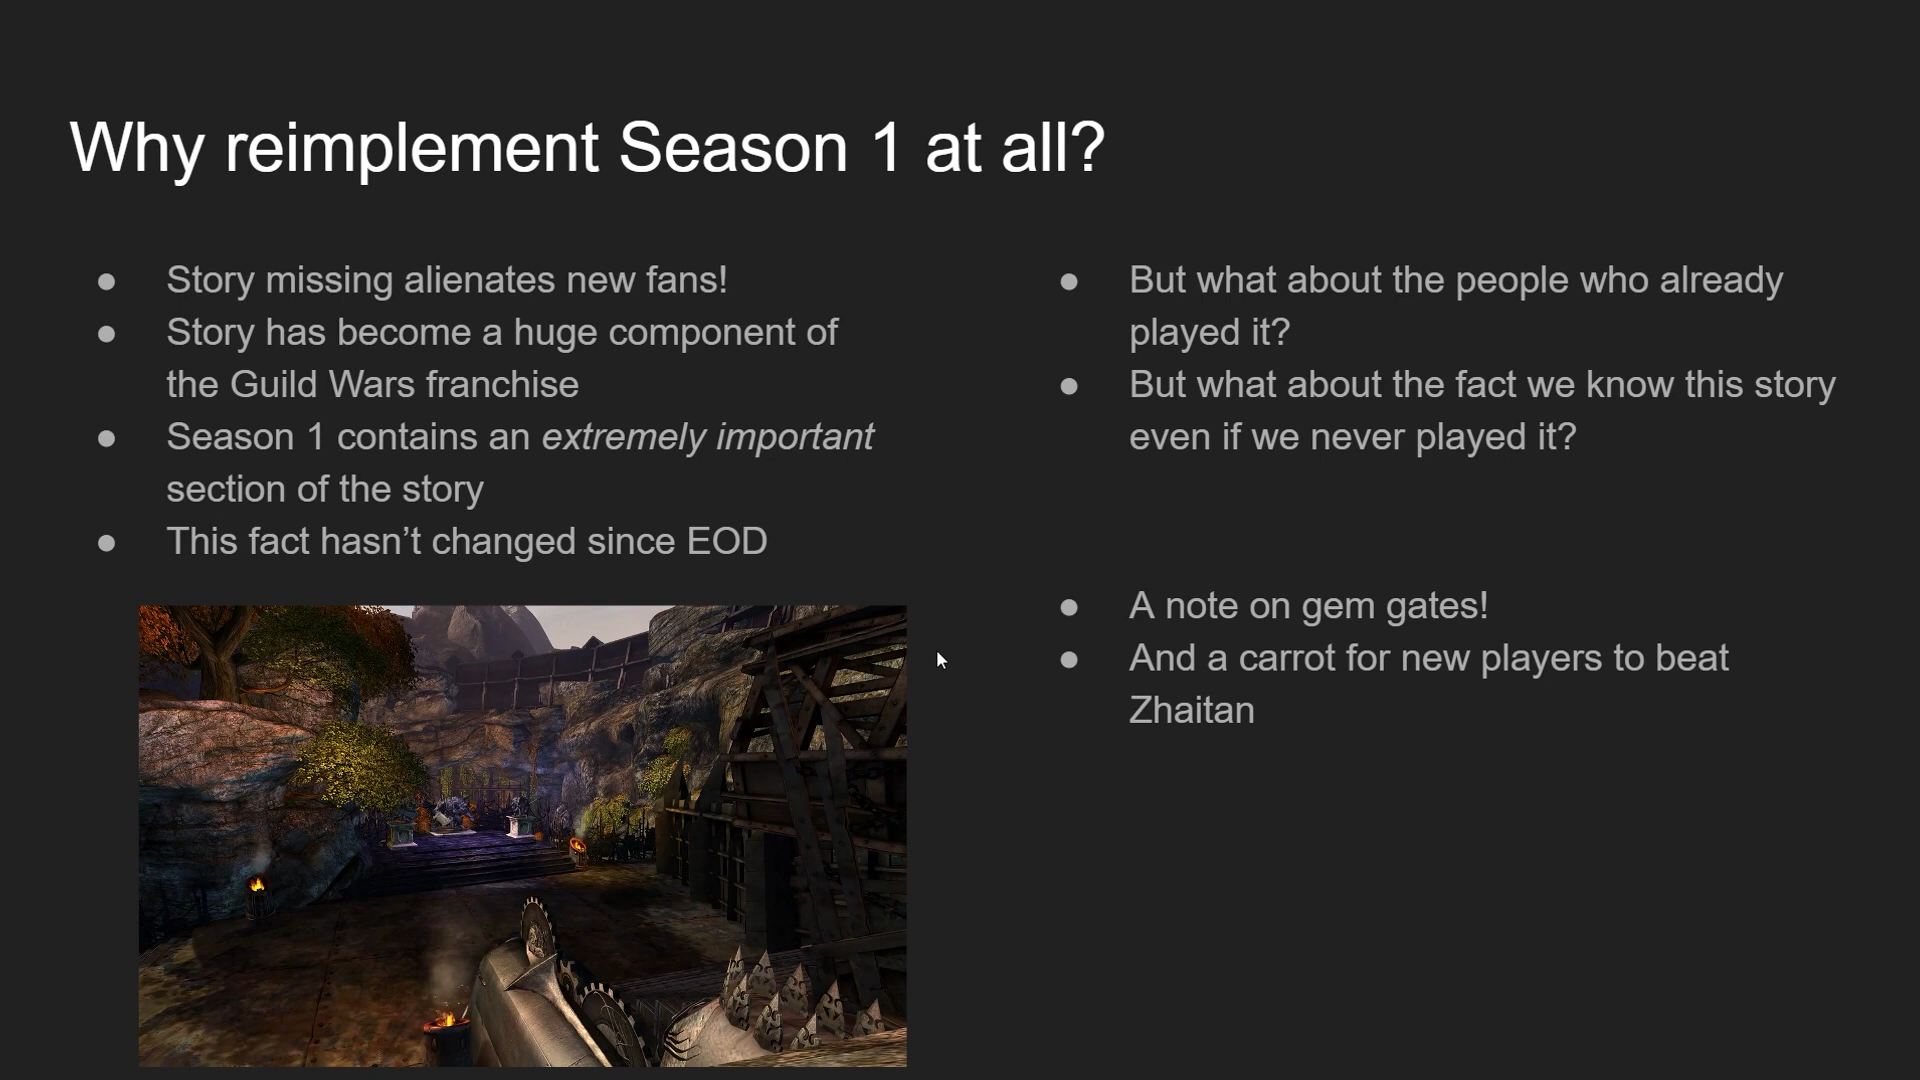 Why reimplement Season 1 at all?
● Story missing alienates new fans!
● Story has become a huge component of
the Guild Wars franchise
● Season 1 contains an extremely important
section of the story
● This fact hasn’t changed since EOD
● But what about the people who already
played it?
● But what about the fact we know this story
even if we never played it?
● A note on gem gates!
● And a carrot for new players to beat
Zhaitan